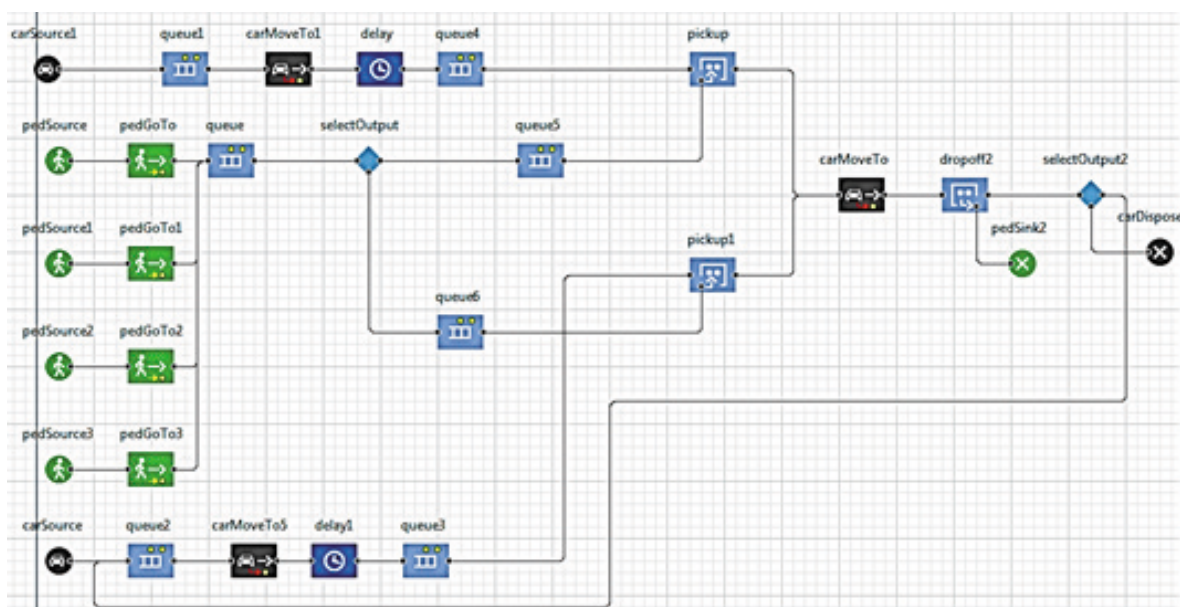 carSource1 queue1 carMoveTo1 delay queue4 pickup
pedSource pedGoTo queue selectOutput queue5
carMoveTo dropoff2 selectOutput2
pedSource1 pedGoTo1 pickup1 pedSink2 carDispose
queue6
pedSource2 pedGoTo2
pedSource3 pedGoTo3
carSource queue2 carMoveTo5 delay1 queue3